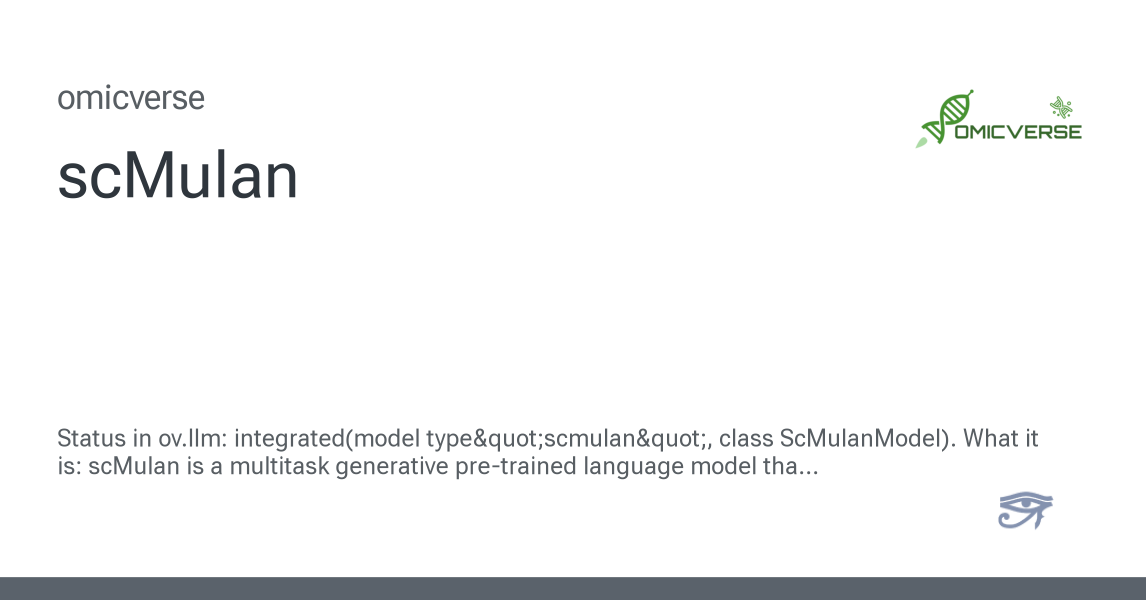 omicverse
OMICVERSE
scMulan
Status in ov.llm: integrated(model type&quot;scmulan&quot;, class ScMulanModel). What it
is: scMulan is a multitask generative pre-trained language model tha...